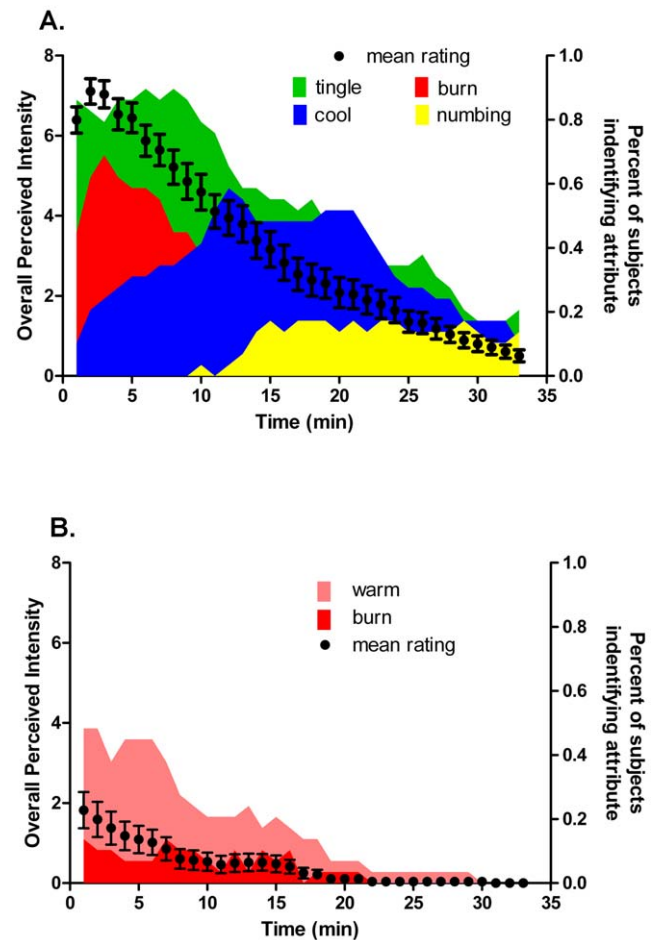 A.
mean rating
tingle
burn
cool
numbing
8
6
4
2
0
1.0
0.8
0.6
0.4
0.2
0.0
0 5 10 15 20 25 30 35
Overall Perceived Intensity
Percent of subjects
indentifying attribute
Time (min)
B.
warm
burn
mean rating
8
6
4
2
0
1.0
0.8
0.6
0.4
0.2
0.0
0 5 10 15 20 25 30 35
Overall Perceived Intensity
Percent of subjects
indentifying attribute
Time (min)